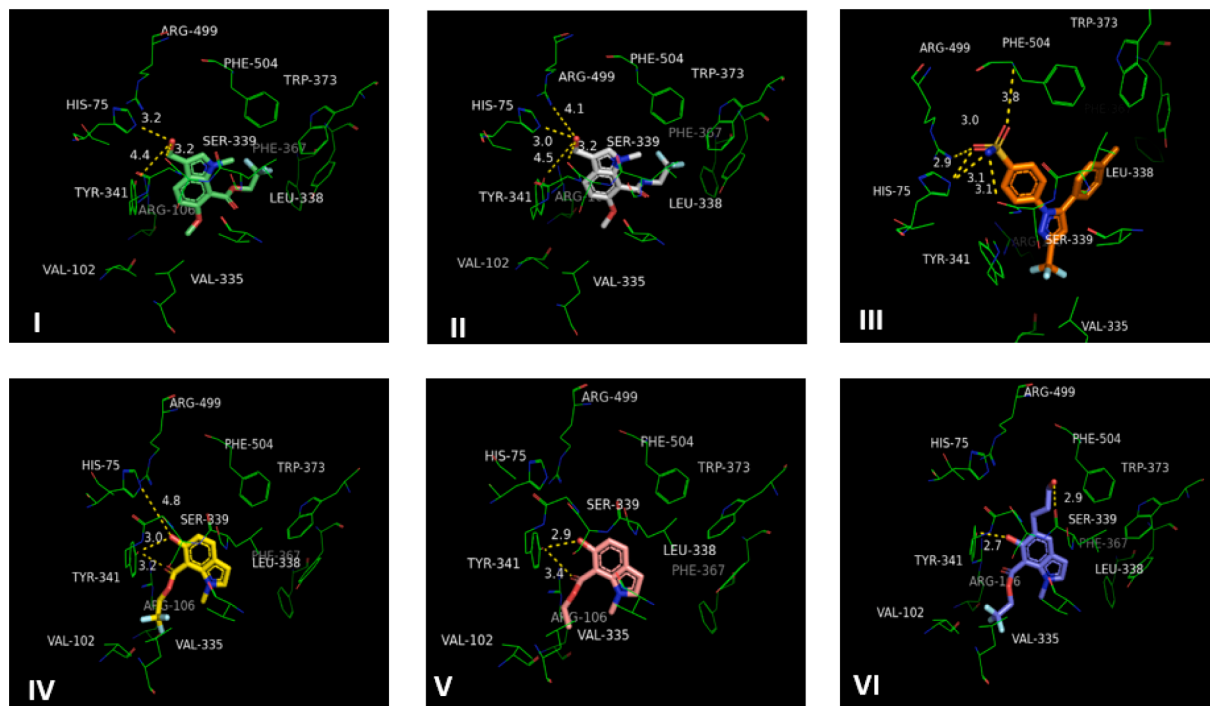 ARG-499
PHE-504
TRP-373
HIS-75
3.2
4.4
3.2
SER-339
PHE-367
TYR-341
ARG-106
LEU-338
VAL-102
VAL-335
I
PHE-504
TRP-373
ARG-499
HIS-75
4.1
3.0
3.2
4.5
SER-339
PHE-367
TYR-341
LEU-338
VAL-102
VAL-335
II
TRP-373
PHE-504
ARG-499
3.8
3.0
2.9
3.1
3.1
HIS-75
LEU-338
SER-339
TYR-341
VAL-335
III
ARG-499
PHE-504
HIS-75
TRP-373
4.8
SER-339
3.0
3.2
PHE-367
LEU-338
TYR-341
ARG-106
VAL-102
VAL-335
IV
ARG-499
PHE-504
HIS-75
TRP-373
SER-339
2.9
LEU-338
TYR-341
PHE-367
3.4
ARG-106
VAL-335
VAL-102
V
ARG-499
HIS-75
PHE-504
TRP-373
2.9
SER-339
2.7
PHE-367
TYR-341
LEU-338
ARG-106
VAL-102
VAL-335
VI